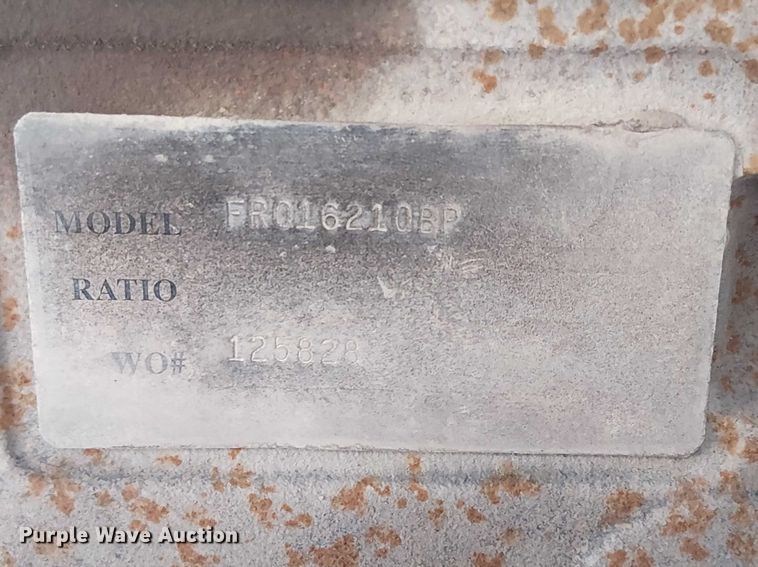 MODEL FRO16210BP
RATIO
WO# 125828
Purple Wave Auction